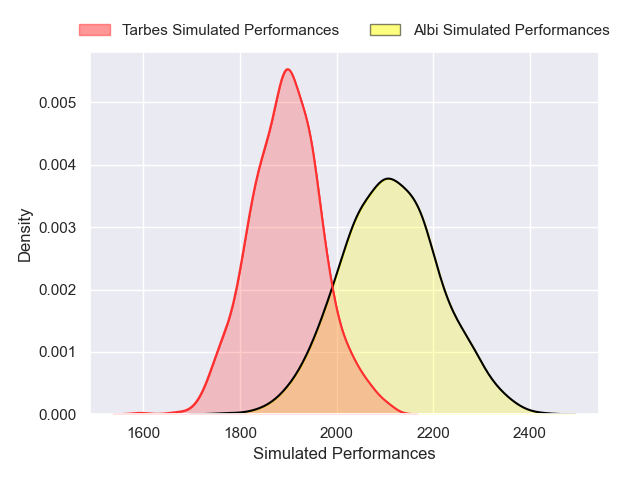 Tarbes Simulated Performances Albi Simulated Performances
0.005
0.004
0.003
0.002
0.001
0.000
Density
1600 1800 2000 2200 2400
Simulated Performances